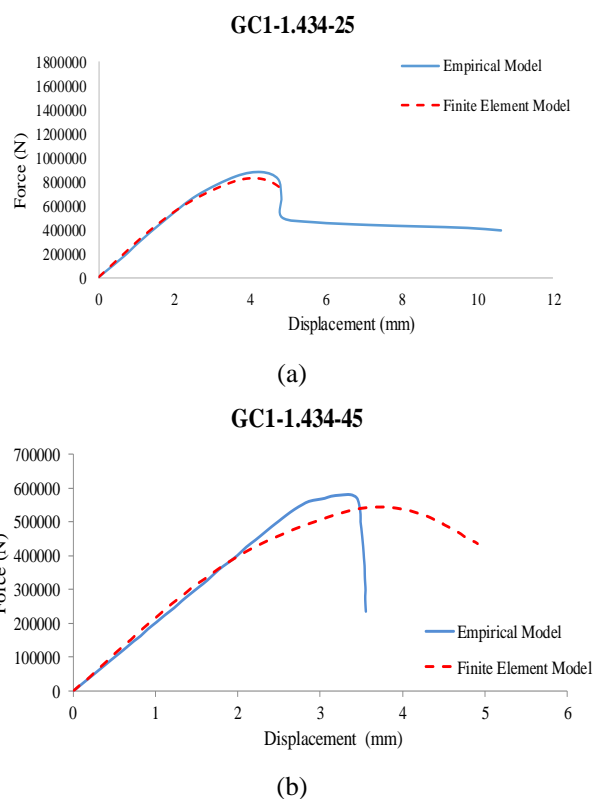 GC1-1.434-25
1800000
1600000
1400000
1200000
1000000
800000
600000
400000
200000
0
Force (N)
Empirical Model
Finite Element Model
0 2 4 6 8 10 12
Displacement (mm)
(a)
GC1-1.434-45
700000
600000
500000
400000
300000
200000
100000
0
Force (N)
Empirical Model
Finite Element Model
0 1 2 3 4 5 6
Displacement (mm)
(b)